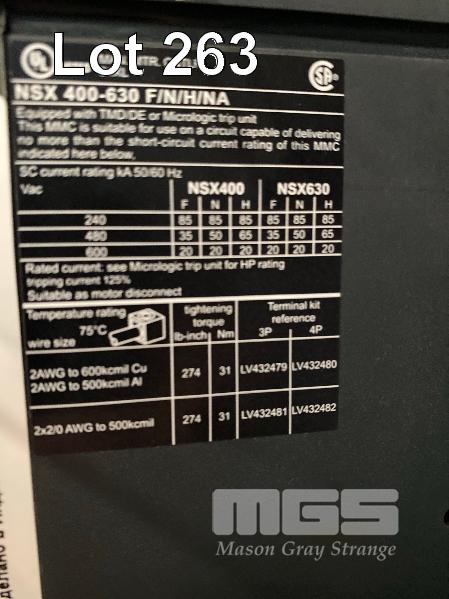 Lot 263
UL
SA
NSX 400-630 F/N/H/NA
Equipped with TMD/DE or Micrologic trip unit
This MMC is suitable for use on a circuit capable of delivering
no more than the short-circuit current rating of this MMC
indicated here below.
SC current rating kA 50/60 Hz
Vac NSX400 NSX630
F N H F N H
240 85 85 85 85 85 85
480 35 50 65 35 50 65
600 20 20 20 20 20 20
Rated current: see Micrologic trip unit for HP rating
tripping current 125%
Suitable as motor disconnect
Temperature rating 75°C
wire size
tightening torque
lb-inch Nm
Terminal kit reference
3P 4P
2AWG to 600kcmil Cu
2AWG to 500kcmil Al
274 31 LV432479 LV432480
2x2/0 AWG to 500kcmil 274 31 LV432481 LV432482
MGS
Mason Gray Strange